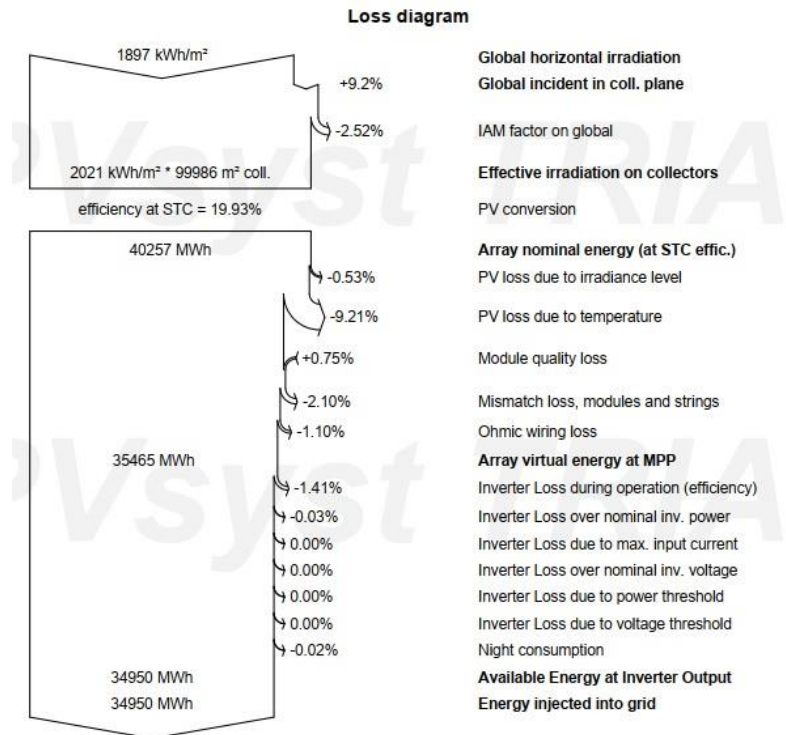 Loss diagram
1897 kWh/m² Global horizontal irradiation
+9.2% Global incident in coll. plane
-2.52% IAM factor on global
2021 kWh/m² * 99986 m² coll. Effective irradiation on collectors
efficiency at STC = 19.93% PV conversion
40257 MWh Array nominal energy (at STC effic.)
-0.53% PV loss due to irradiance level
-9.21% PV loss due to temperature
+0.75% Module quality loss
-2.10% Mismatch loss, modules and strings
-1.10% Ohmic wiring loss
35465 MWh Array virtual energy at MPP
-1.41% Inverter Loss during operation (efficiency)
-0.03% Inverter Loss over nominal inv. power
0.00% Inverter Loss due to max. input current
0.00% Inverter Loss over nominal inv. voltage
0.00% Inverter Loss due to power threshold
0.00% Inverter Loss due to voltage threshold
-0.02% Night consumption
34950 MWh Available Energy at Inverter Output
34950 MWh Energy injected into grid
PVsyst TRIA
PVsyst TRIA